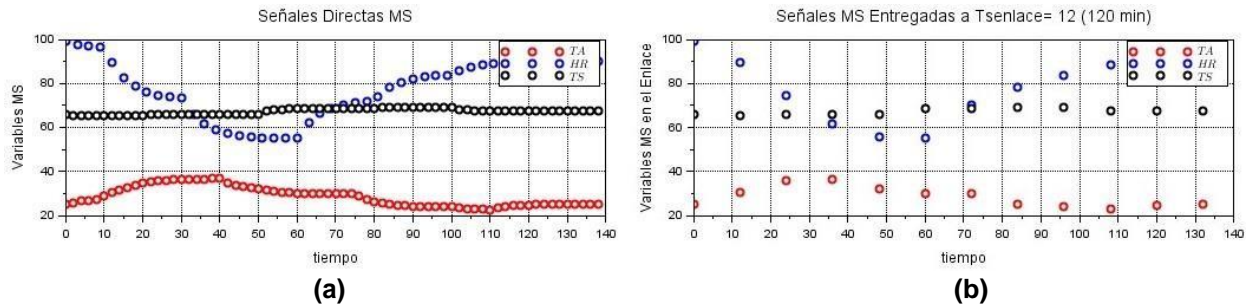 Señales Directas MS
Variables MS
100
80
60
40
20
0 10 20 30 40 50 60 70 80 90 100 110 120 130 140
tiempo
TA
HR
TS
(a)
Señales MS Entregadas a Tsenlace= 12 (120 min)
Variables MS en el Enlace
100
80
60
40
20
0 10 20 30 40 50 60 70 80 90 100 110 120 130 140
tiempo
TA
HR
TS
(b)